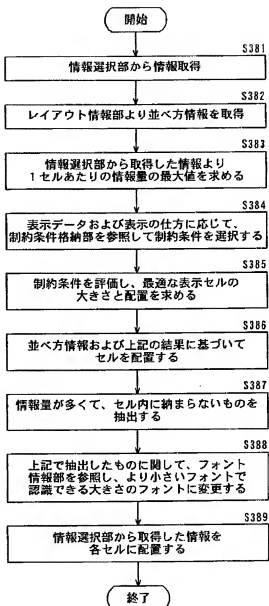 開始
S381
情報選択部から情報取得
S382
レイアウト情報部より並べ方情報を取得
S383
情報選択部から取得した情報より
1セルあたりの情報量の最大値を求める
S384
表示データおよび表示の仕方に応じて、
制約条件格納部を参照して制約条件を選択する
S385
制約条件を評価し、最適な表示セルの
大きさと配置を求める
S386
並べ方情報および上記の結果に基づいて
セルを配置する
S387
情報量が多くて、セル内に納まらないものを
抽出する
S388
上記で抽出したものに関して、フォント
情報部を参照し、より小さいフォントで
認識できる大きさのフォントに変更する
S389
情報選択部から取得した情報を
各セルに配置する
終了